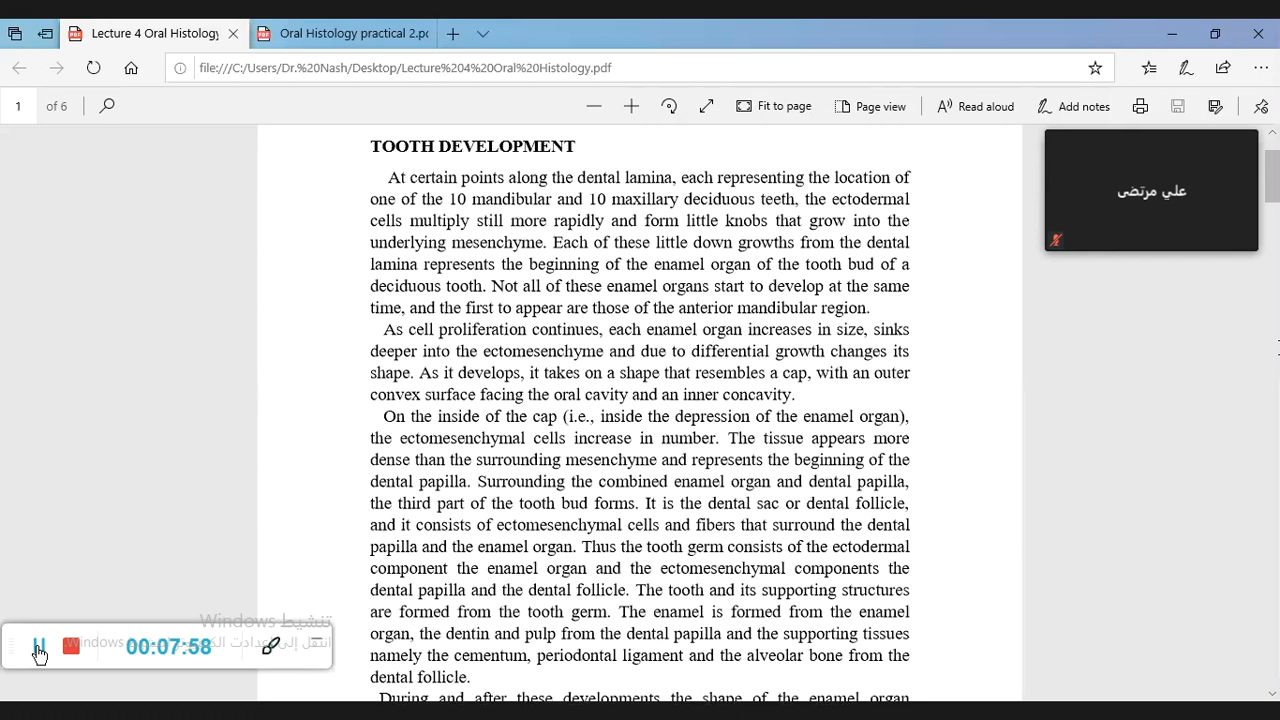 Lecture 4 Oral Histology
Oral Histology practical 2.pd
file:///C:/Users/Dr.%20Nash/Desktop/Lecture%204%20Oral%20Histology.pdf
1 of 6
Fit to page
Page view
Read aloud
Add notes
علي مرتضى
TOOTH DEVELOPMENT
At certain points along the dental lamina, each representing the location of
one of the 10 mandibular and 10 maxillary deciduous teeth, the ectodermal
cells multiply still more rapidly and form little knobs that grow into the
underlying mesenchyme. Each of these little down growths from the dental
lamina represents the beginning of the enamel organ of the tooth bud of a
deciduous tooth. Not all of these enamel organs start to develop at the same
time, and the first to appear are those of the anterior mandibular region.
As cell proliferation continues, each enamel organ increases in size, sinks
deeper into the ectomesenchyme and due to differential growth changes its
shape. As it develops, it takes on a shape that resembles a cap, with an outer
convex surface facing the oral cavity and an inner concavity.
On the inside of the cap (i.e., inside the depression of the enamel organ),
the ectomesenchymal cells increase in number. The tissue appears more
dense than the surrounding mesenchyme and represents the beginning of the
dental papilla. Surrounding the combined enamel organ and dental papilla,
the third part of the tooth bud forms. It is the dental sac or dental follicle,
and it consists of ectomesenchymal cells and fibers that surround the dental
papilla and the enamel organ. Thus the tooth germ consists of the ectodermal
component the enamel organ and the ectomesenchymal components the
dental papilla and the dental follicle. The tooth and its supporting structures
are formed from the tooth germ. The enamel is formed from the enamel
organ, the dentin and pulp from the dental papilla and the supporting tissues
namely the cementum, periodontal ligament and the alveolar bone from the
dental follicle.
During and after these developments the shape of the enamel organ
تنشيط Windows
انتقل إلى إعدادات Windows.
00:07:58